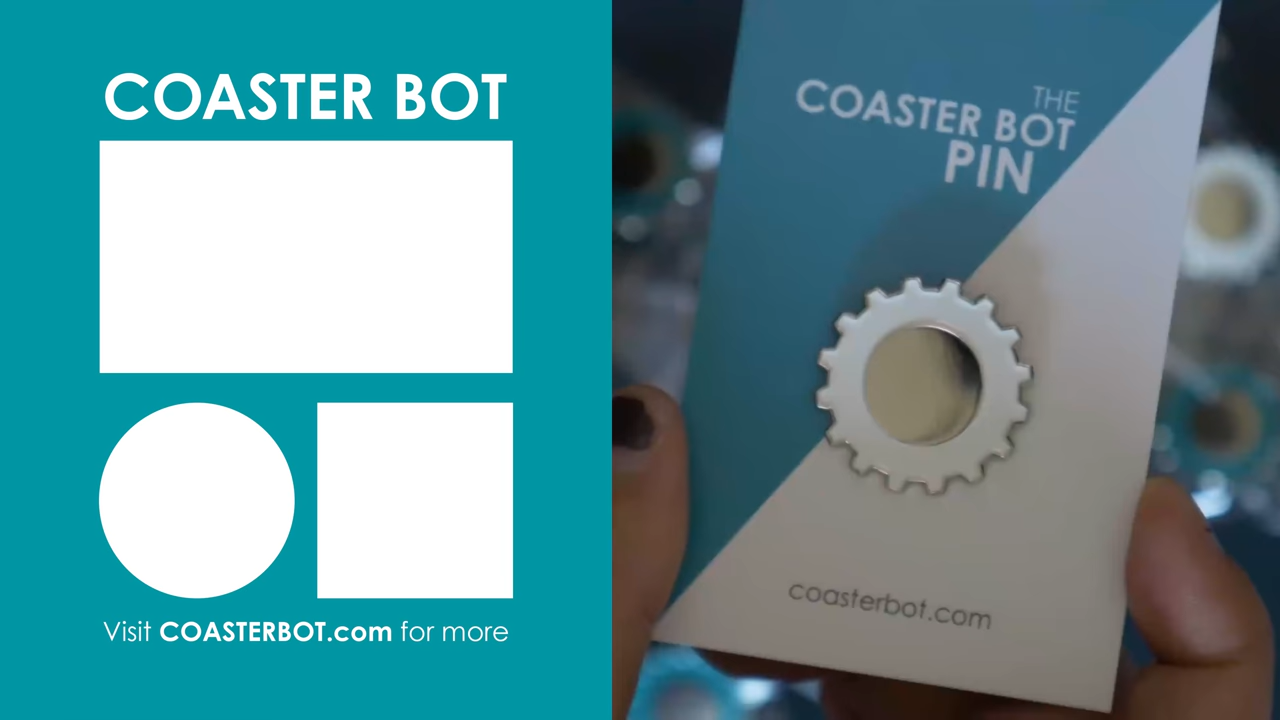 COASTER BOT
Visit COASTERBOT.com for more
THE
COASTER BOT
PIN
coasterbot.com